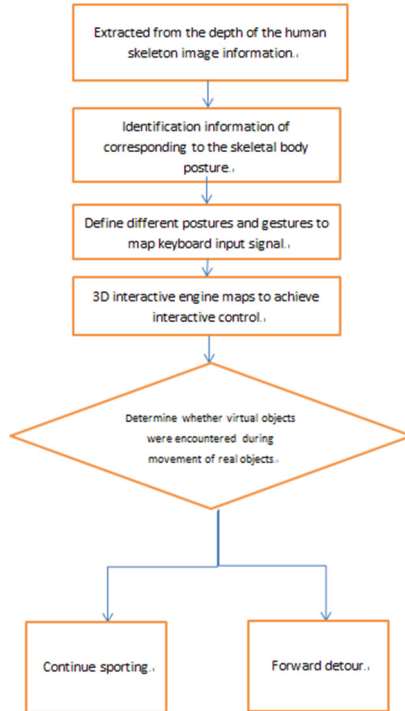 Extracted from the depth of the human
skeleton image information.
Identification information of
corresponding to the skeletal body
posture.
Define different postures and gestures to
map keyboard input signal.
3D interactive engine maps to achieve
interactive control.
Determine whether virtual objects
were encountered during
movement of real objects.
Continue sporting.
Forward detour.